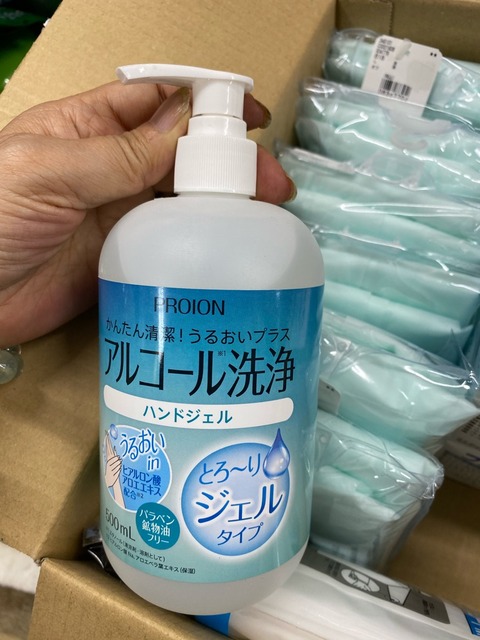 PROION
かんたん清潔!うるおいプラス
アルコール洗浄
ハンドジェル
うるおい
in
ヒアルロン酸
アロエエキス
配合※2
とろ〜り
ジェル
タイプ
パラベン
鉱物油
フリー
500mL